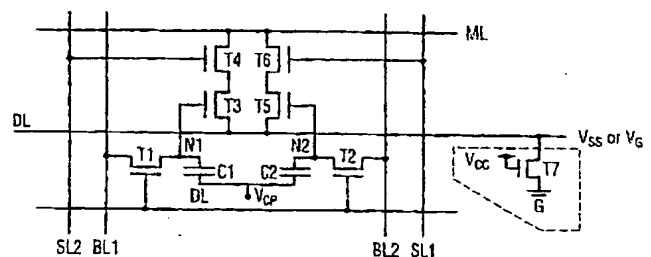 ML
T4 T6
T3 T5
DL
VSS or VG
N1 N2
T1 T2
C1 C2
VCC T7
DL VCP
G
SL2 BL1 BL2 SL1